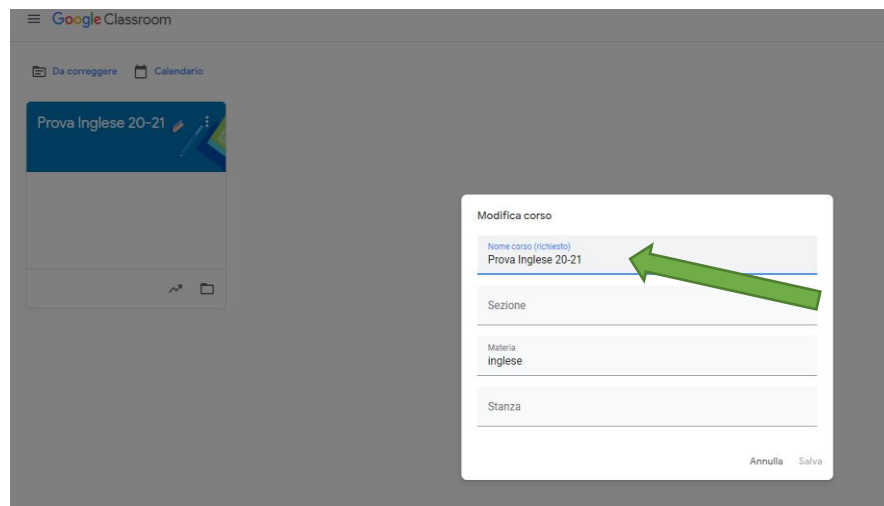 Google Classroom
Da correggere Calendario
Prova Inglese 20-21
Modifica corso
Nome corso (richiesto)
Prova Inglese 20-21
Sezione
Materia
inglese
Stanza
Annulla Salva